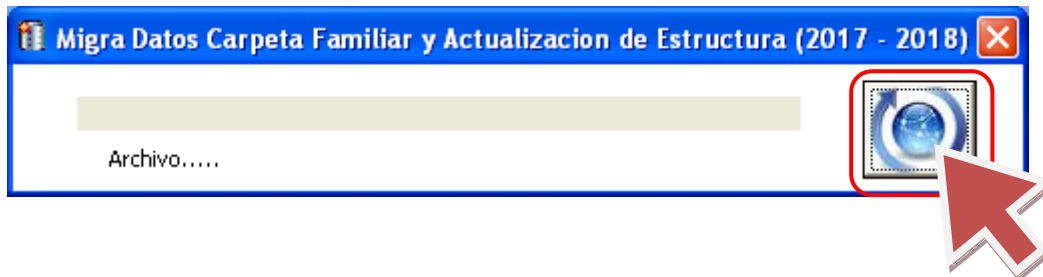 Migra Datos Carpeta Familiar y Actualizacion de Estructura (2017 - 2018)
Archivo.....